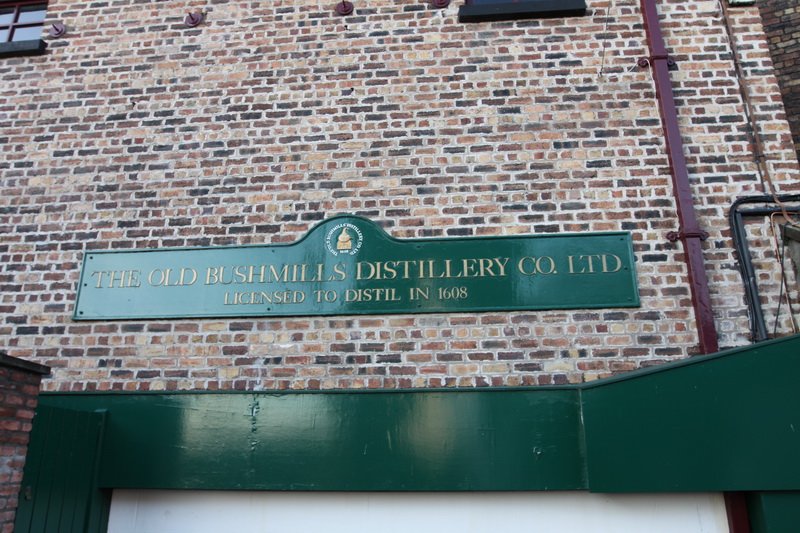 THE OLD BUSHMILLS DISTILLERY CO. LTD
LICENSED TO DISTIL IN 1608